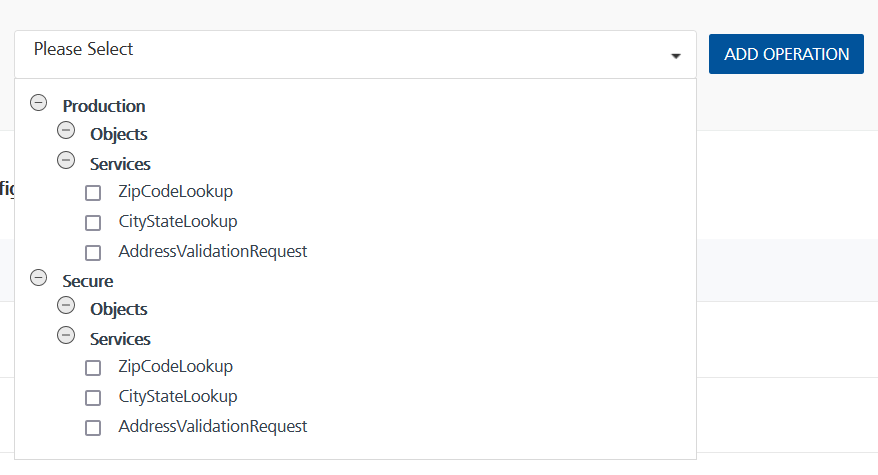 Please Select
ADD OPERATION
Production
Objects
Services
ZipCodeLookup
CityStateLookup
AddressValidationRequest
Secure
Objects
Services
ZipCodeLookup
CityStateLookup
AddressValidationRequest